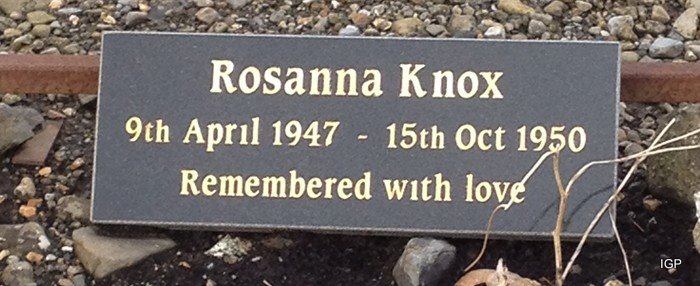 Rosanna Knox
9th April 1947 - 15th Oct 1950
Remembered with love
IGP